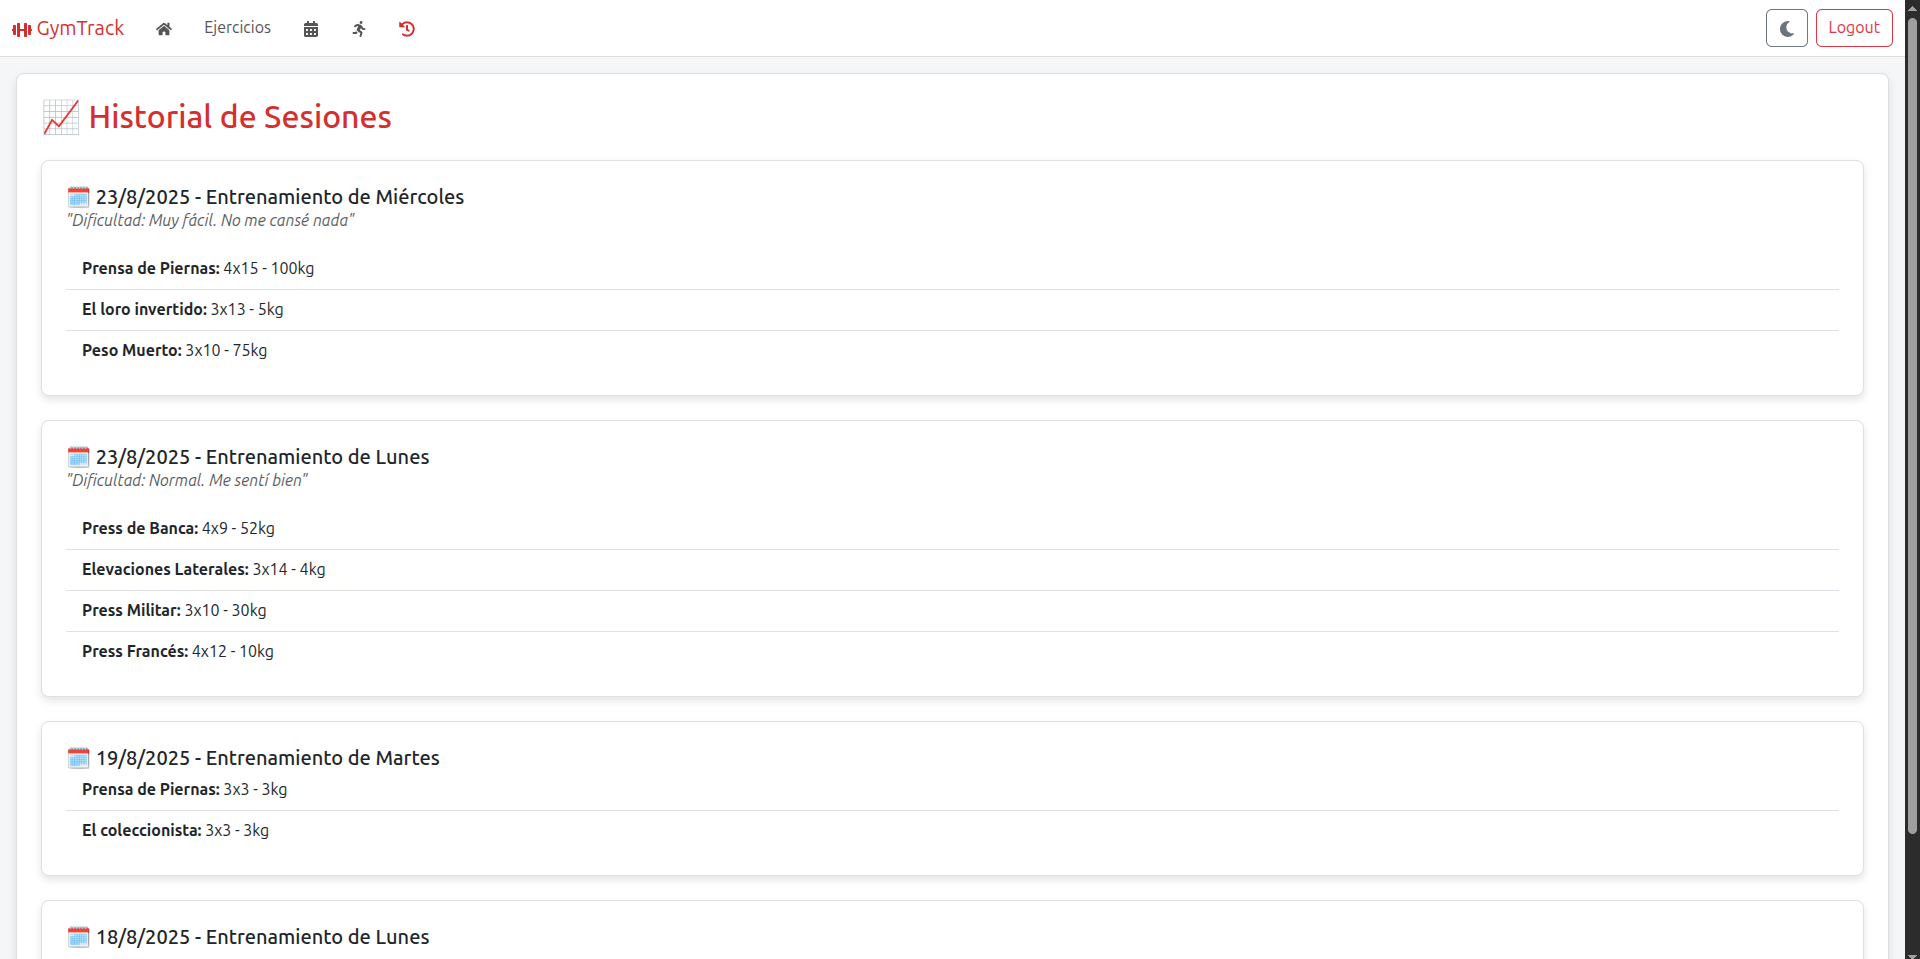 GymTrack
Ejercicios
Logout
Historial de Sesiones
23/8/2025 - Entrenamiento de Miércoles
"Dificultad: Muy fácil. No me cansé nada"
Prensa de Piernas: 4x15 - 100kg
El loro invertido: 3x13 - 5kg
Peso Muerto: 3x10 - 75kg
23/8/2025 - Entrenamiento de Lunes
"Dificultad: Normal. Me sentí bien"
Press de Banca: 4x9 - 52kg
Elevaciones Laterales: 3x14 - 4kg
Press Militar: 3x10 - 30kg
Press Francés: 4x12 - 10kg
19/8/2025 - Entrenamiento de Martes
Prensa de Piernas: 3x3 - 3kg
El coleccionista: 3x3 - 3kg
18/8/2025 - Entrenamiento de Lunes